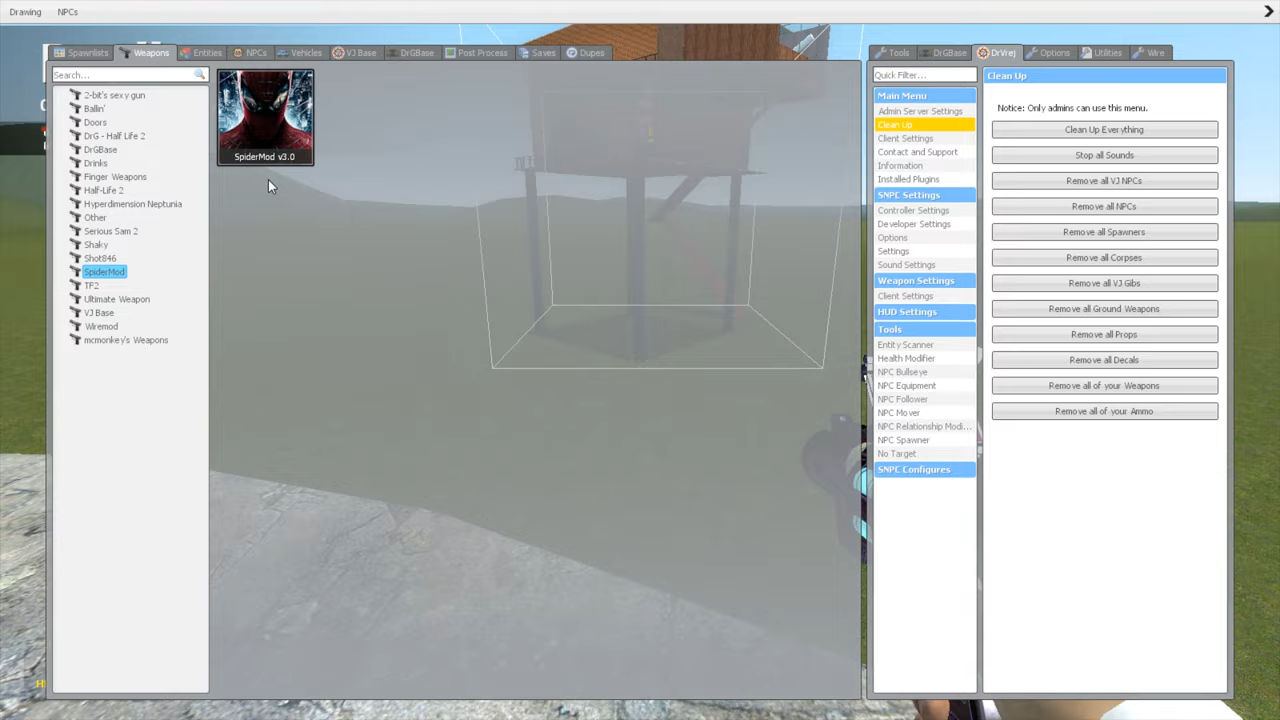 Drawing NPCs
Spawnlists Weapons Entities NPCs Vehicles VJ Base DrGBase Post Process Saves Dupes
Search...
2-bit's sexy gun
Ballin'
Doors
DrG - Half Life 2
DrGBase
Drinks
Finger Weapons
Half-Life 2
Hyperdimension Neptunia
Other
Serious Sam 2
Shaky
Shot846
SpiderMod
TF2
Ultimate Weapon
VJ Base
Wiremod
mcmonkey's Weapons
SpiderMod v3.0
Tools DrGBase DrVrej Options Utilities Wire
Quick Filter...
Main Menu
Admin Server Settings
Clean Up
Client Settings
Contact and Support
Information
Installed Plugins
SNPC Settings
Controller Settings
Developer Settings
Options
Settings
Sound Settings
Weapon Settings
Client Settings
HUD Settings
Tools
Entity Scanner
Health Modifier
NPC Bullseye
NPC Equipment
NPC Follower
NPC Mover
NPC Relationship Modi...
NPC Spawner
No Target
SNPC Configures
Clean Up
Notice: Only admins can use this menu.
Clean Up Everything
Stop all Sounds
Remove all VJ NPCs
Remove all NPCs
Remove all Spawners
Remove all Corpses
Remove all VJ Gibs
Remove all Ground Weapons
Remove all Props
Remove all Decals
Remove all of your Weapons
Remove all of your Ammo